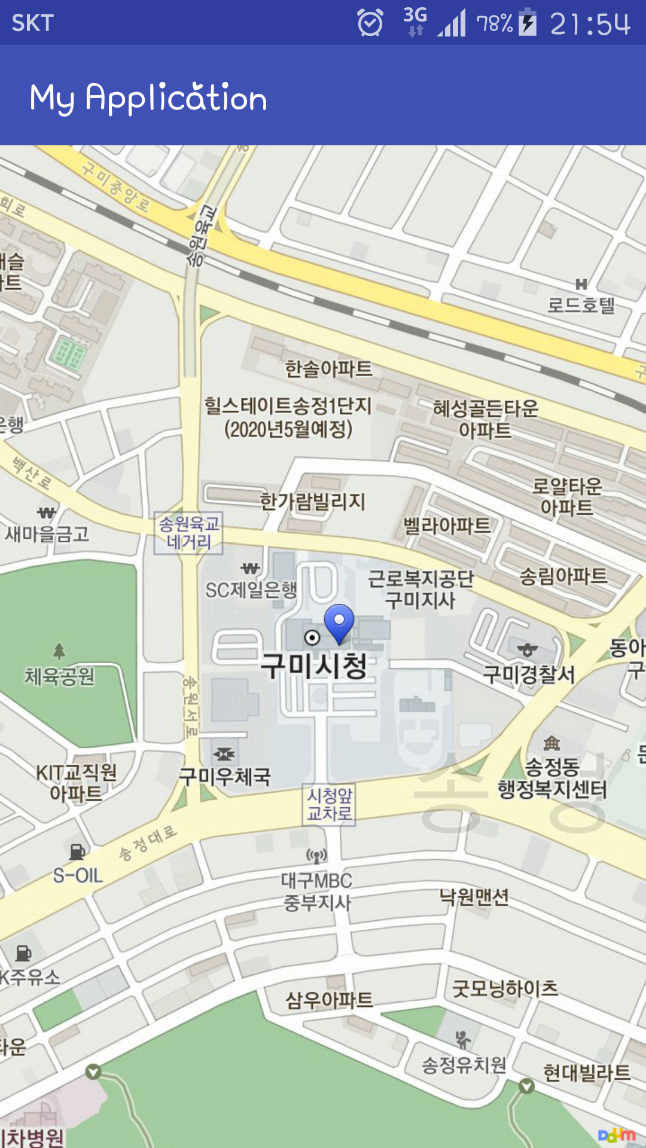 SKT
3G
78%
21:54
My Application
구미중앙로
회로
송원육교
로드호텔
한솔아파트
힐스테이트송정1단지
(2020년5월예정)
혜성골든타운
아파트
은행
백산로
로얄타운
아파트
한가람빌리지
벨라아파트
새마을금고
송원육교
네거리
SC제일은행
근로복지공단
구미지사
송림아파트
체육공원
구미시청
구미경찰서
동아
구
송원서로
KIT교직원
아파트
구미우체국
송정동
행정복지센터
시청앞
교차로
송정대로
S-OIL
대구MBC
중부지사
낙원맨션
K주유소
삼우아파트
굿모닝하이츠
타운
송정유치원
현대빌라트
차병원
Daum